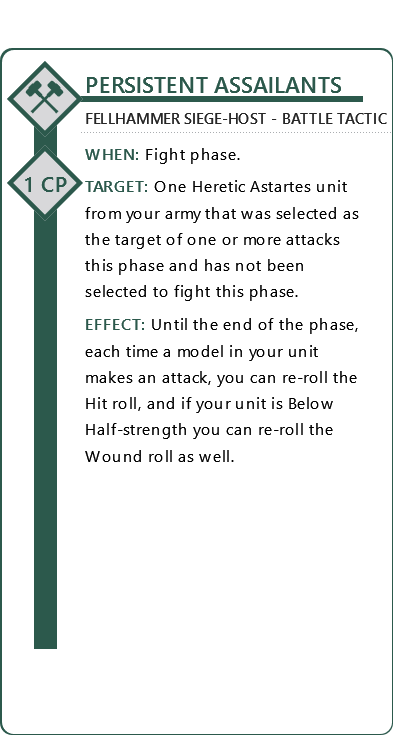 PERSISTENT ASSAILANTS
FELLHAMMER SIEGE-HOST - BATTLE TACTIC
1 CP
WHEN: Fight phase.
TARGET: One Heretic Astartes unit
from your army that was selected as
the target of one or more attacks
this phase and has not been
selected to fight this phase.
EFFECT: Until the end of the phase,
each time a model in your unit
makes an attack, you can re-roll the
Hit roll, and if your unit is Below
Half-strength you can re-roll the
Wound roll as well.